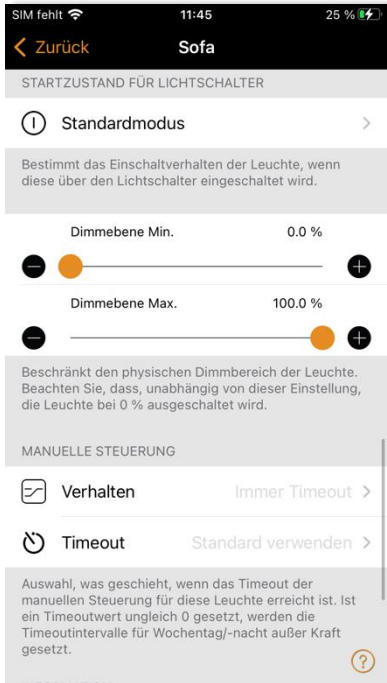 SIM fehlt 11:45 25 %
Zurück Sofa
STARTZUSTAND FÜR LICHTSCHALTER
Standardmodus
Bestimmt das Einschaltverhalten der Leuchte, wenn
diese über den Lichtschalter eingeschaltet wird.
Dimmebene Min. 0.0 %
Dimmebene Max. 100.0 %
Beschränkt den physischen Dimmbereich der Leuchte.
Beachten Sie, dass, unabhängig von dieser Einstellung,
die Leuchte bei 0 % ausgeschaltet wird.
MANUELLE STEUERUNG
Verhalten Immer Timeout
Timeout Standard verwenden
Auswahl, was geschieht, wenn das Timeout der
manuellen Steuerung für diese Leuchte erreicht ist. Ist
ein Timeoutwert ungleich 0 gesetzt, werden die
Timeoutintervalle für Wochentag/-nacht außer Kraft
gesetzt.
?